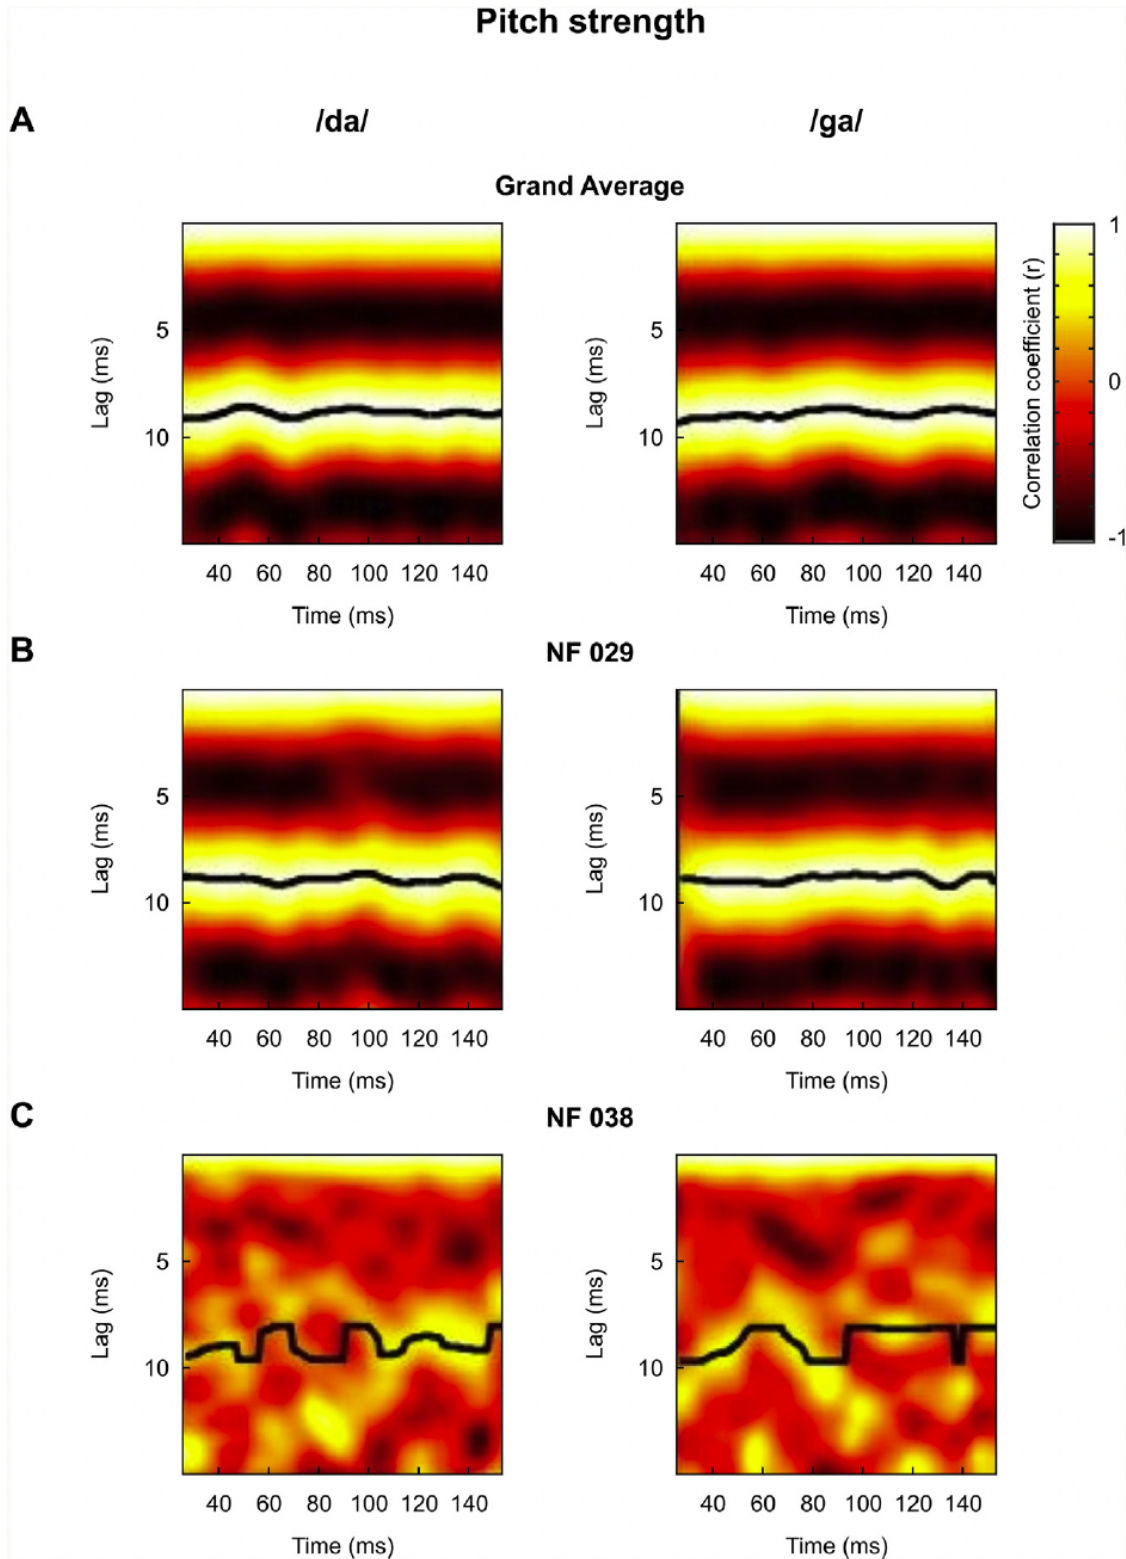 Pitch strength
A
/da/
/ga/
Grand Average
Lag (ms)
5
10
40 60 80 100 120 140
Time (ms)
Lag (ms)
5
10
40 60 80 100 120 140
Time (ms)
Correlation coefficient (r)
1
0
-1
B
NF 029
Lag (ms)
5
10
40 60 80 100 120 140
Time (ms)
Lag (ms)
5
10
40 60 80 100 120 140
Time (ms)
C
NF 038
Lag (ms)
5
10
40 60 80 100 120 140
Time (ms)
Lag (ms)
5
10
40 60 80 100 120 140
Time (ms)